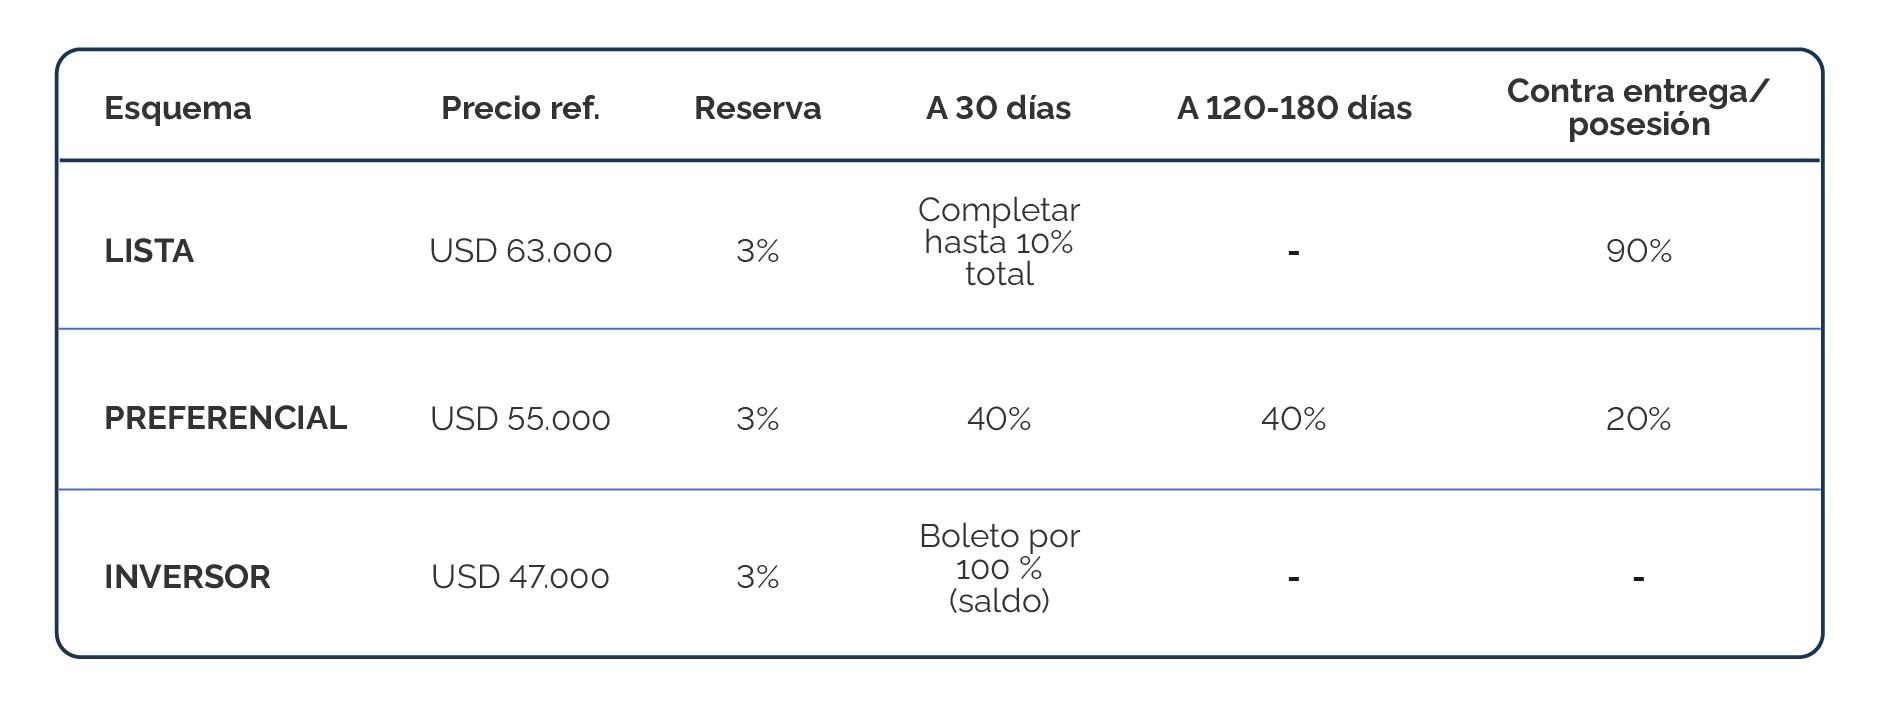 Esquema Precio ref. Reserva A 30 días A 120-180 días Contra entrega/
posesión
LISTA USD 63.000 3% Completar
hasta 10%
total - 90%
PREFERENCIAL USD 55.000 3% 40% 40% 20%
INVERSOR USD 47.000 3% Boleto por
100 %
(saldo) - -